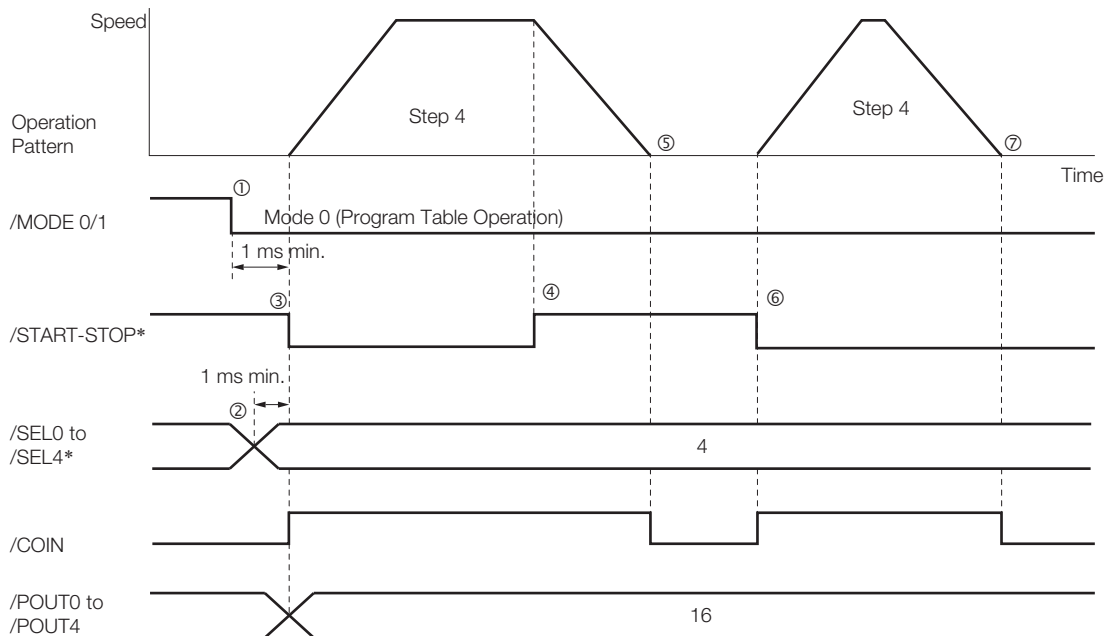 Speed
Step 4
Step 4
Operation
Pattern
⑤
⑦
Time
①
/MODE 0/1
Mode 0 (Program Table Operation)
1 ms min.
③
④
⑥
/START-STOP*
1 ms min.
②
/SEL0 to
/SEL4*
4
/COIN
/POUT0 to
/POUT4
16